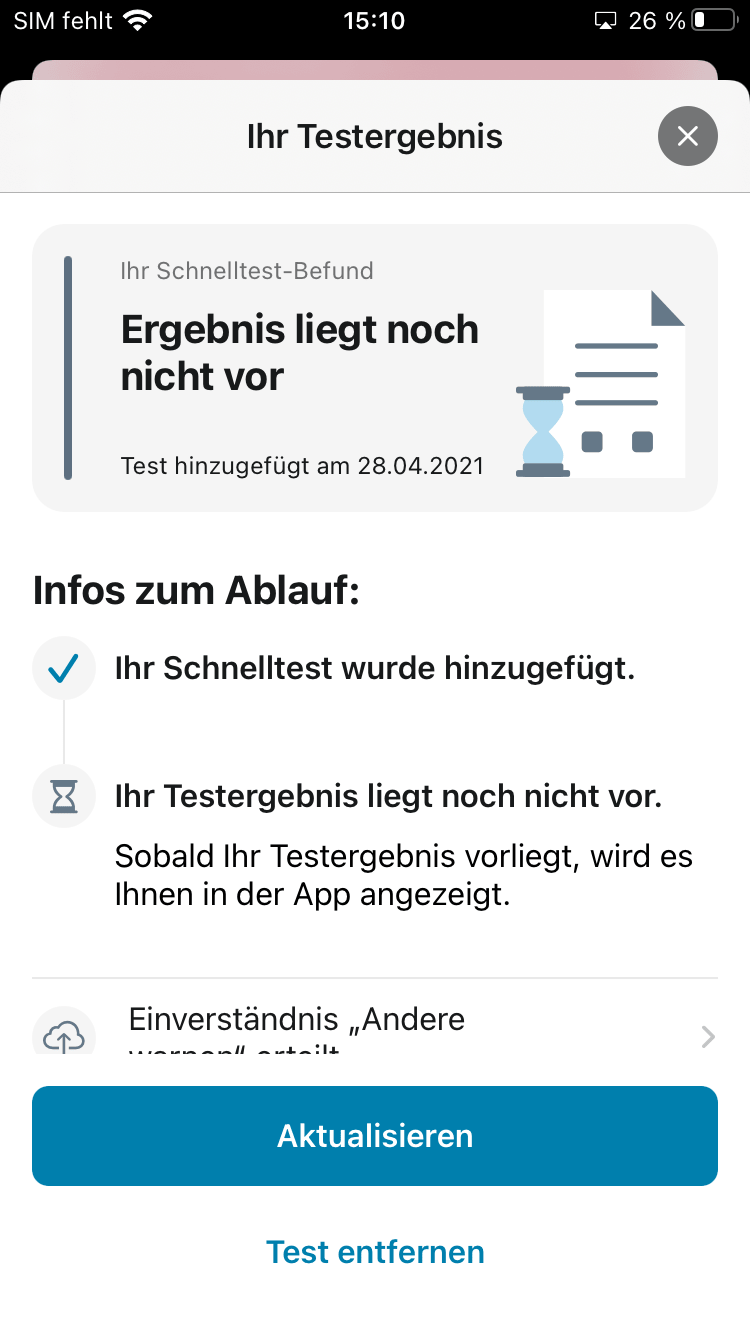 SIM fehlt 15:10 26 %
Ihr Testergebnis
Ihr Schnelltest-Befund
Ergebnis liegt noch
nicht vor
Test hinzugefügt am 28.04.2021
Infos zum Ablauf:
Ihr Schnelltest wurde hinzugefügt.
Ihr Testergebnis liegt noch nicht vor.
Sobald Ihr Testergebnis vorliegt, wird es
Ihnen in der App angezeigt.
Einverständnis „Andere
warnen“ erteilt
Aktualisieren
Test entfernen